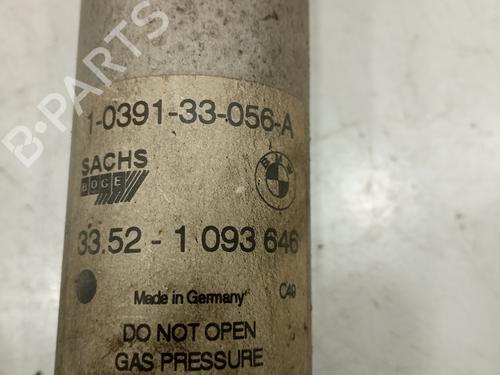 B-PARTS
1-0391-33-056-A
SACHS
BOGE
BMW
33.52 - 1 093 646
Made in Germany
C49
DO NOT OPEN
GAS PRESSURE